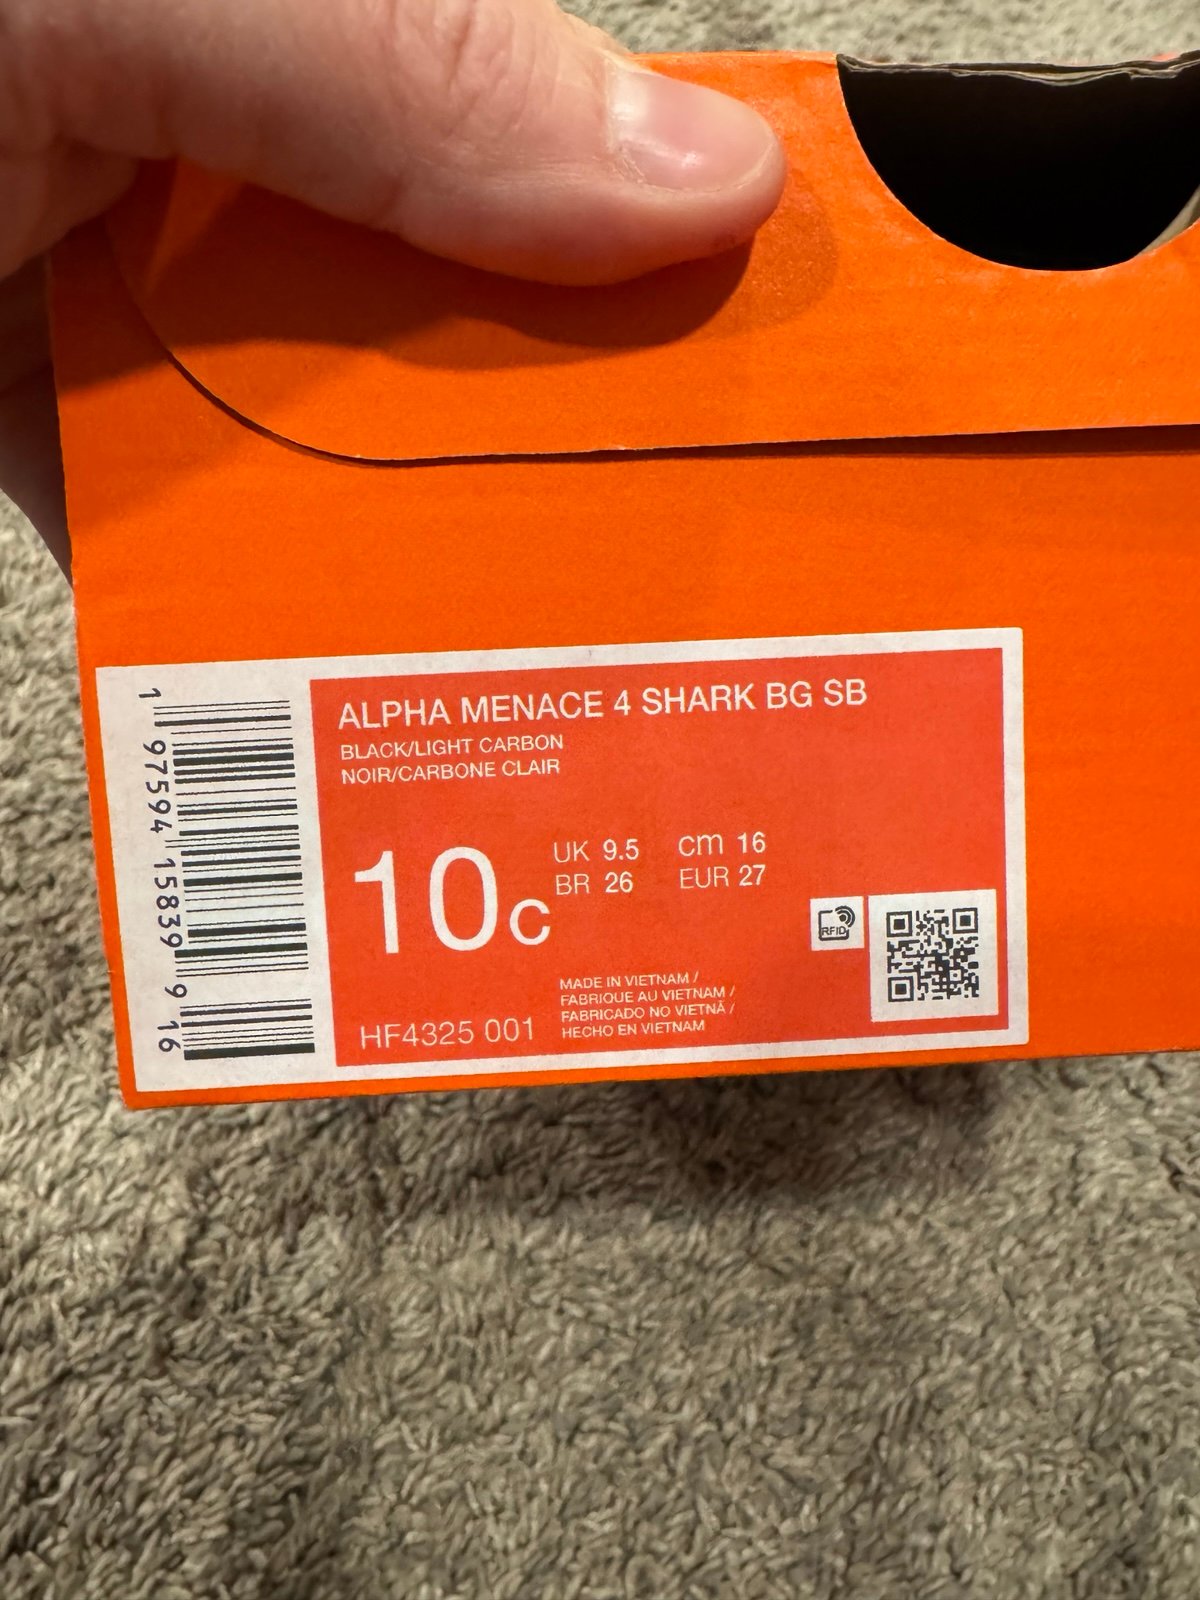 ALPHA MENACE 4 SHARK BG SB
BLACK/LIGHT CARBON
NOIR/CARBONE CLAIR
10c
UK 9.5 cm 16
BR 26 EUR 27
RFID
MADE IN VIETNAM /
FABRIQUE AU VIETNAM /
FABRICADO NO VIETNÃ /
HECHO EN VIETNAM
HF4325 001
1 97594 15839 9 16